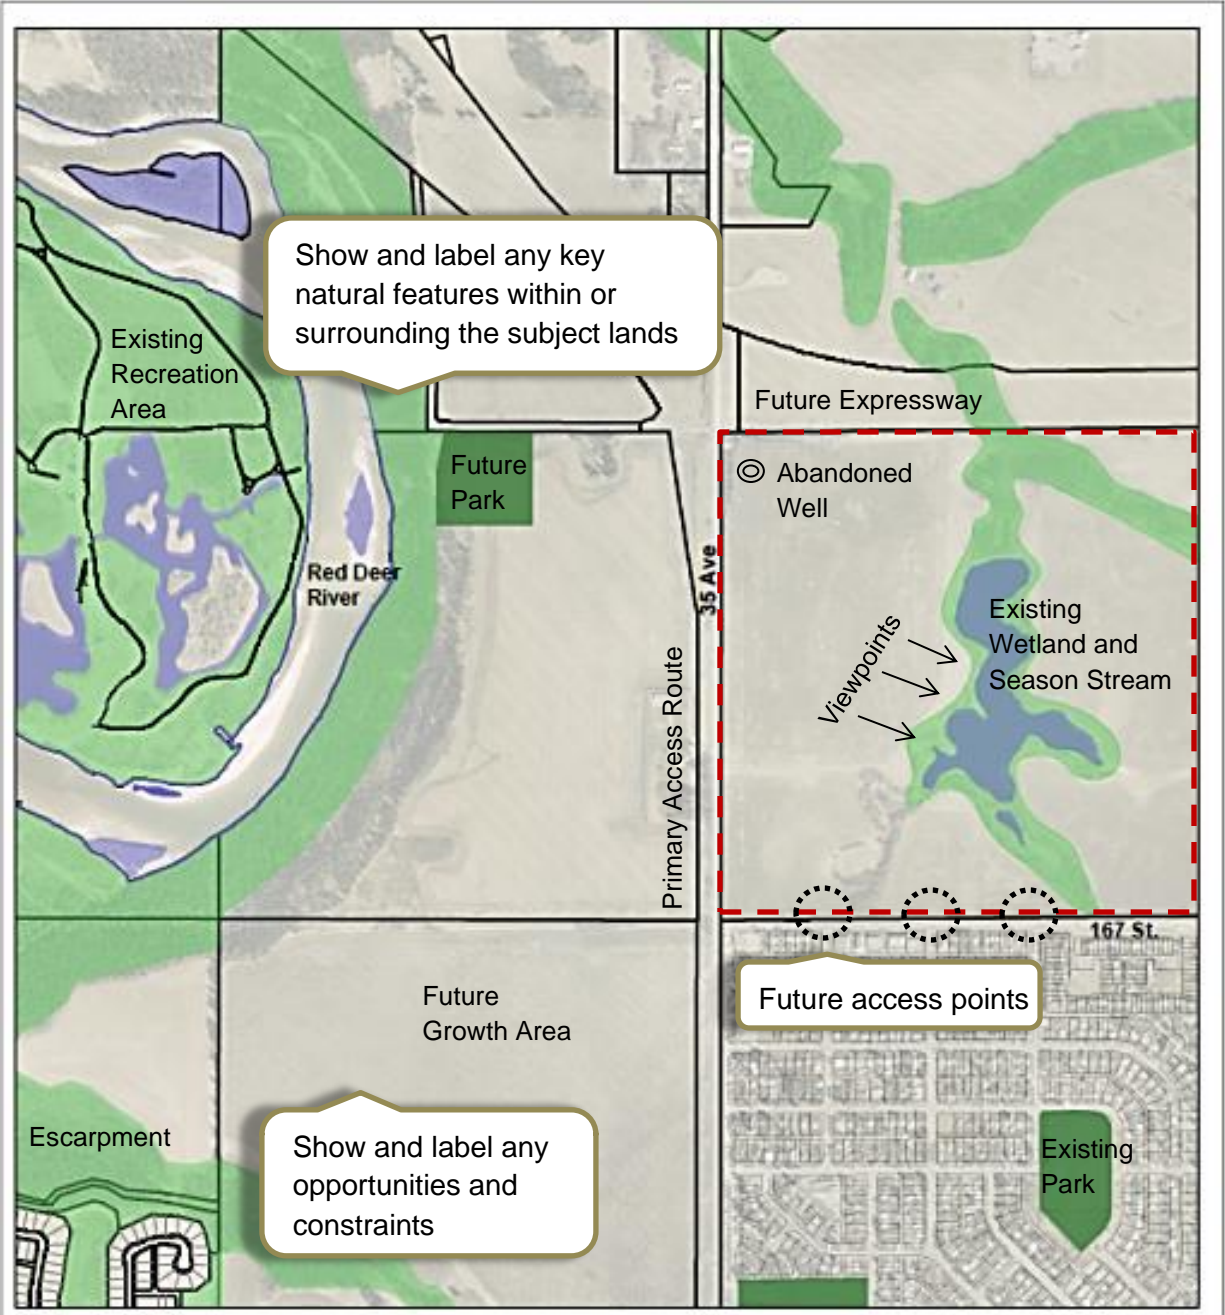 Show and label any key
natural features within or
surrounding the subject lands
Existing
Recreation
Area
Future Expressway
Future
Park
Abandoned
Well
Red Deer
River
35 Ave
Existing
Wetland and
Season Stream
Viewpoints
Primary Access Route
167 St.
Future access points
Future
Growth Area
Escarpment
Show and label any
opportunities and
constraints
Existing
Park